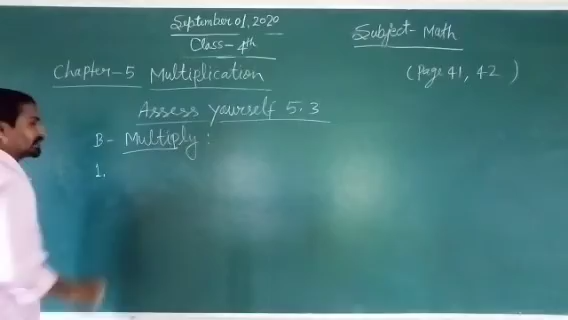 September 01, 2020
Subject- Math
Class- 4th
Chapter-5 Multiplication
(Page 41, 42 )
Assess yourself 5.3
B- Multiply :
1.